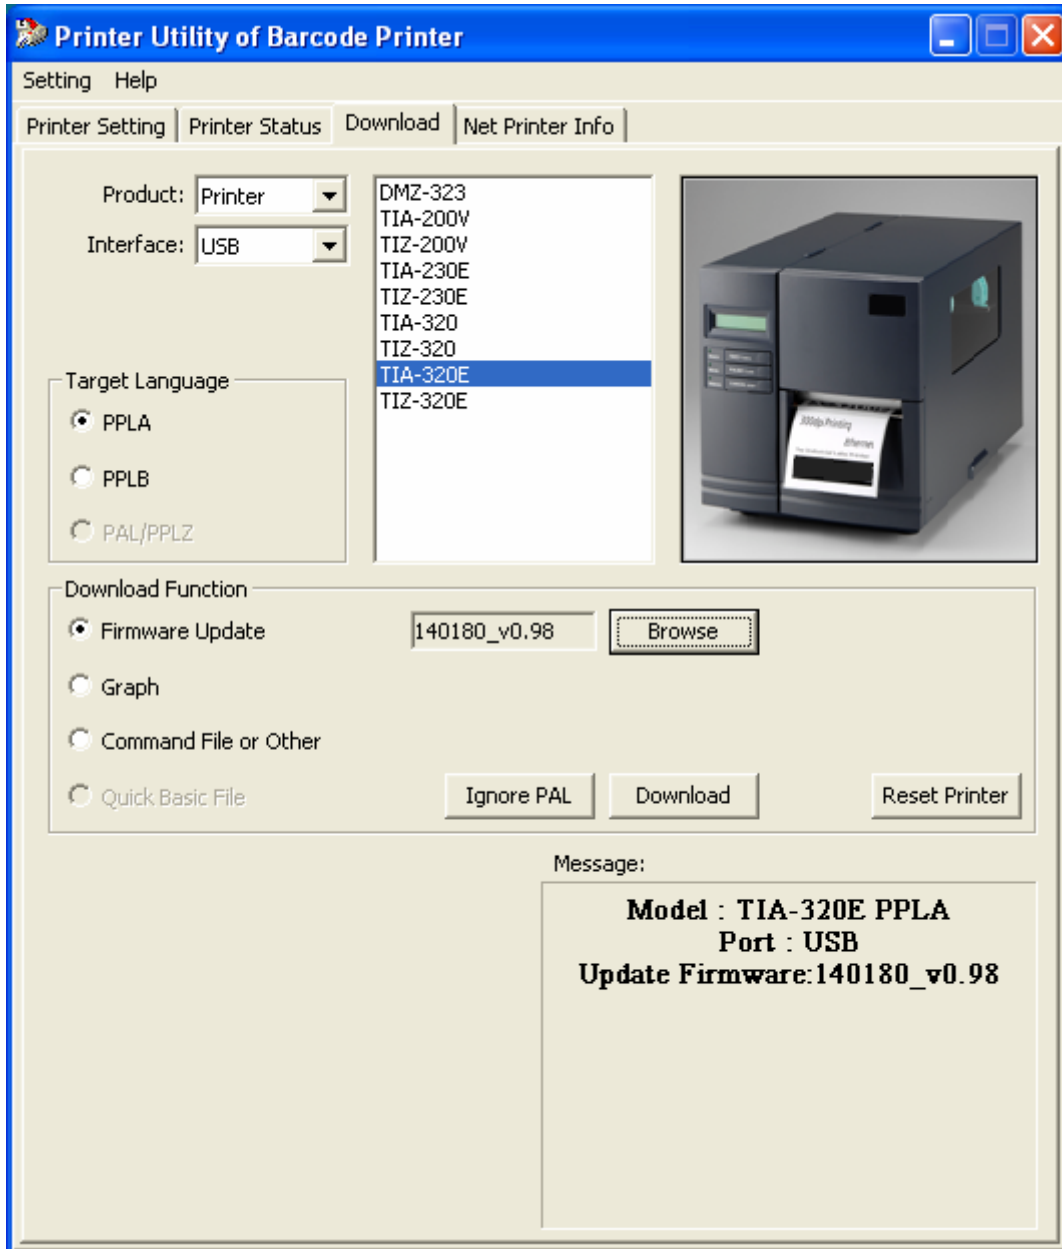 Printer Utility of Barcode Printer
Setting Help
Printer Setting Printer Status Download Net Printer Info
Product: Printer
Interface: USB
DMZ-323
TIA-200V
TIZ-200V
TIA-230E
TIZ-230E
TIA-320
TIZ-320
TIA-320E
TIZ-320E
300dpi Printing
Ethernet
Target Language
PPLA
PPLB
PAL/PPLZ
Download Function
Firmware Update 140180_v0.98 Browse
Graph
Command File or Other
Quick Basic File Ignore PAL Download Reset Printer
Message:
Model : TIA-320E PPLA
Port : USB
Update Firmware:140180_v0.98